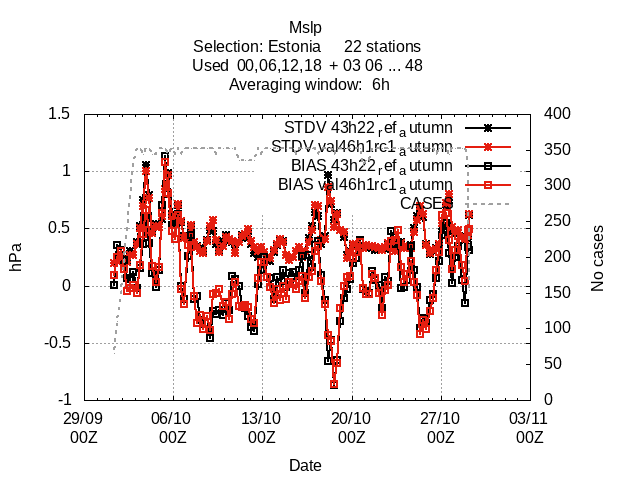 Mslp
Selection: Estonia 22 stations
Used 00,06,12,18 + 03 06 ... 48
Averaging window: 6h
1.5
1
0.5
0
-0.5
-1
hPa
400
350
300
250
200
150
100
50
0
No cases
STDV 43h22_ref_autumn
STDV val46h1rc1_autumn
BIAS 43h22_ref_autumn
BIAS val46h1rc1_autumn
CASES
29/09 06/10 13/10 20/10 27/10 03/11
00Z 00Z 00Z 00Z 00Z 00Z
Date